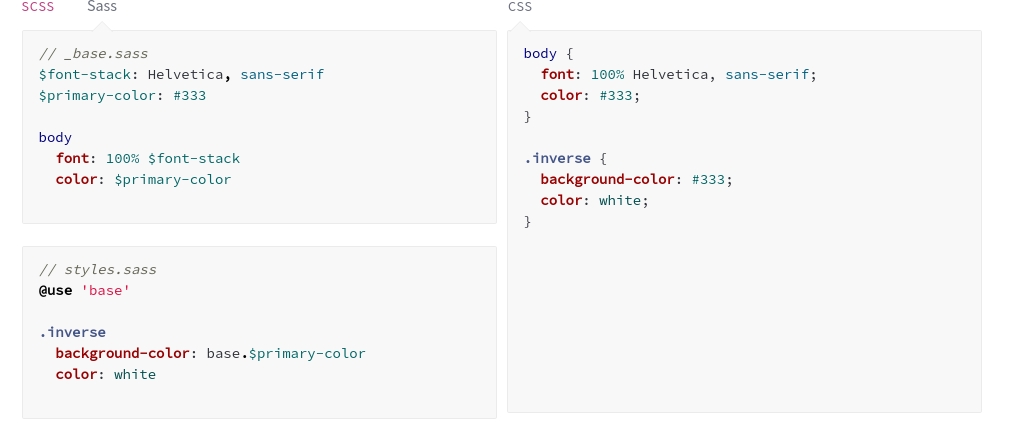 SCSS Sass
// _base.sass
$font-stack: Helvetica, sans-serif
$primary-color: #333
body
  font: 100% $font-stack
  color: $primary-color
// styles.sass
@use 'base'
.inverse
  background-color: base.$primary-color
  color: white
CSS
body {
  font: 100% Helvetica, sans-serif;
  color: #333;
}
.inverse {
  background-color: #333;
  color: white;
}